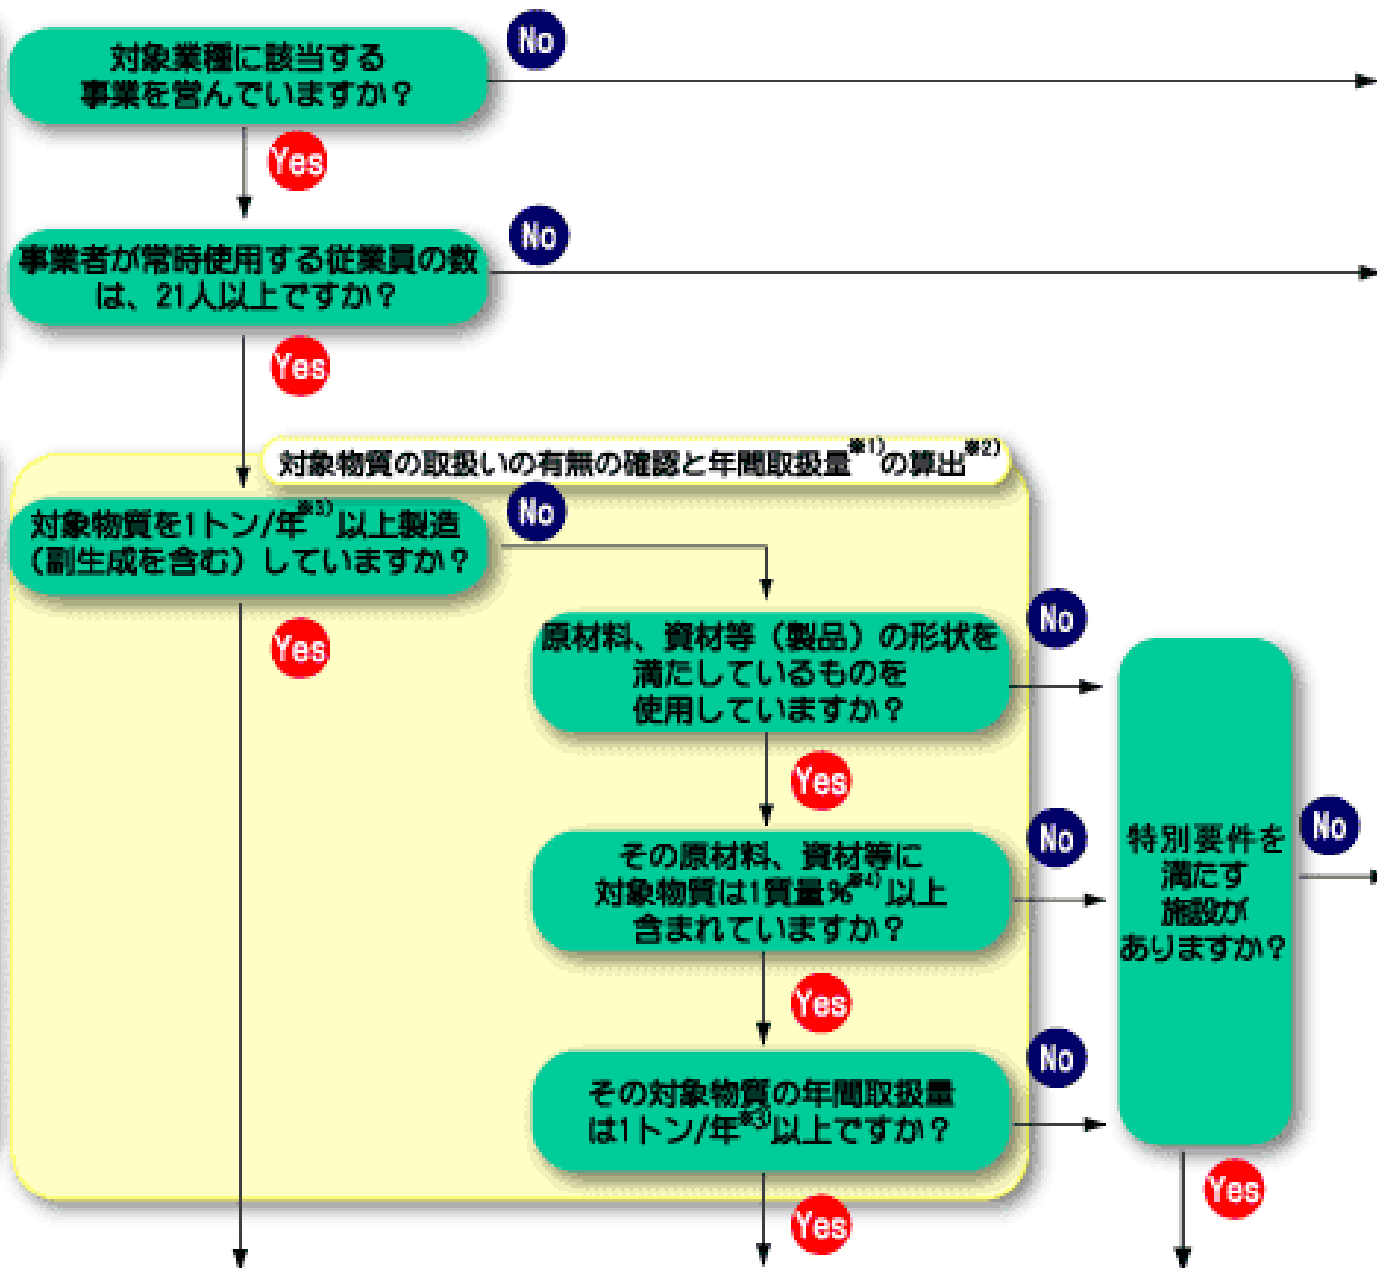 対象業種に該当する
事業を営んでいますか？
No
Yes
事業者が常時使用する従業員の数
は、21人以上ですか？
No
Yes
対象物質の取扱いの有無の確認と年間取扱量※1)の算出※2)
対象物質を1トン/年※3)以上製造
（副生成を含む）していますか？
No
Yes
原材料、資材等（製品）の形状を
満たしているものを
使用していますか？
No
Yes
その原材料、資材等に
対象物質は1質量%※4)以上
含まれていますか？
No
Yes
その対象物質の年間取扱量
は1トン/年※3)以上ですか？
No
Yes
特別要件を
満たす
施設が
ありますか？
No
Yes